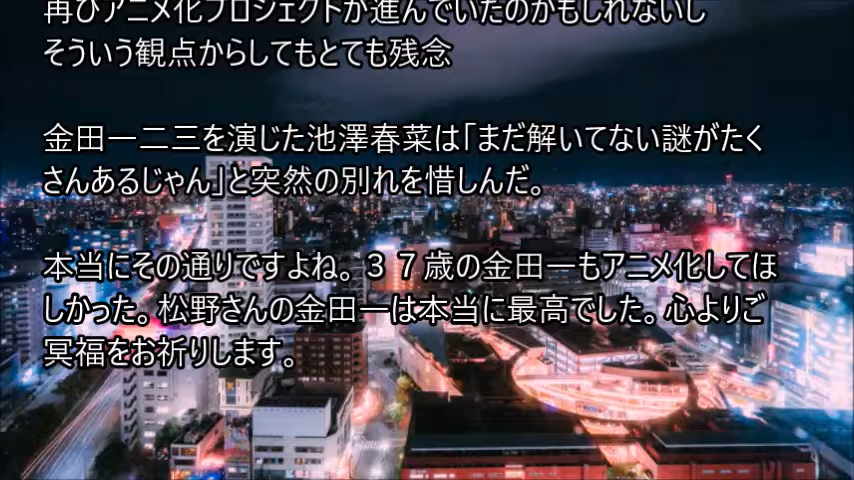 再びアニメ化プロジェクトが進んでいたのかもしれないし
そういう観点からしてもとても残念
金田一二三を演じた池澤春菜は「まだ解いてない謎がたく
さんあるじゃん」と突然の別れを惜しんだ。
本当にその通りですよね。３７歳の金田一もアニメ化してほ
しかった。松野さんの金田一は本当に最高でした。心よりご
冥福をお祈りします。